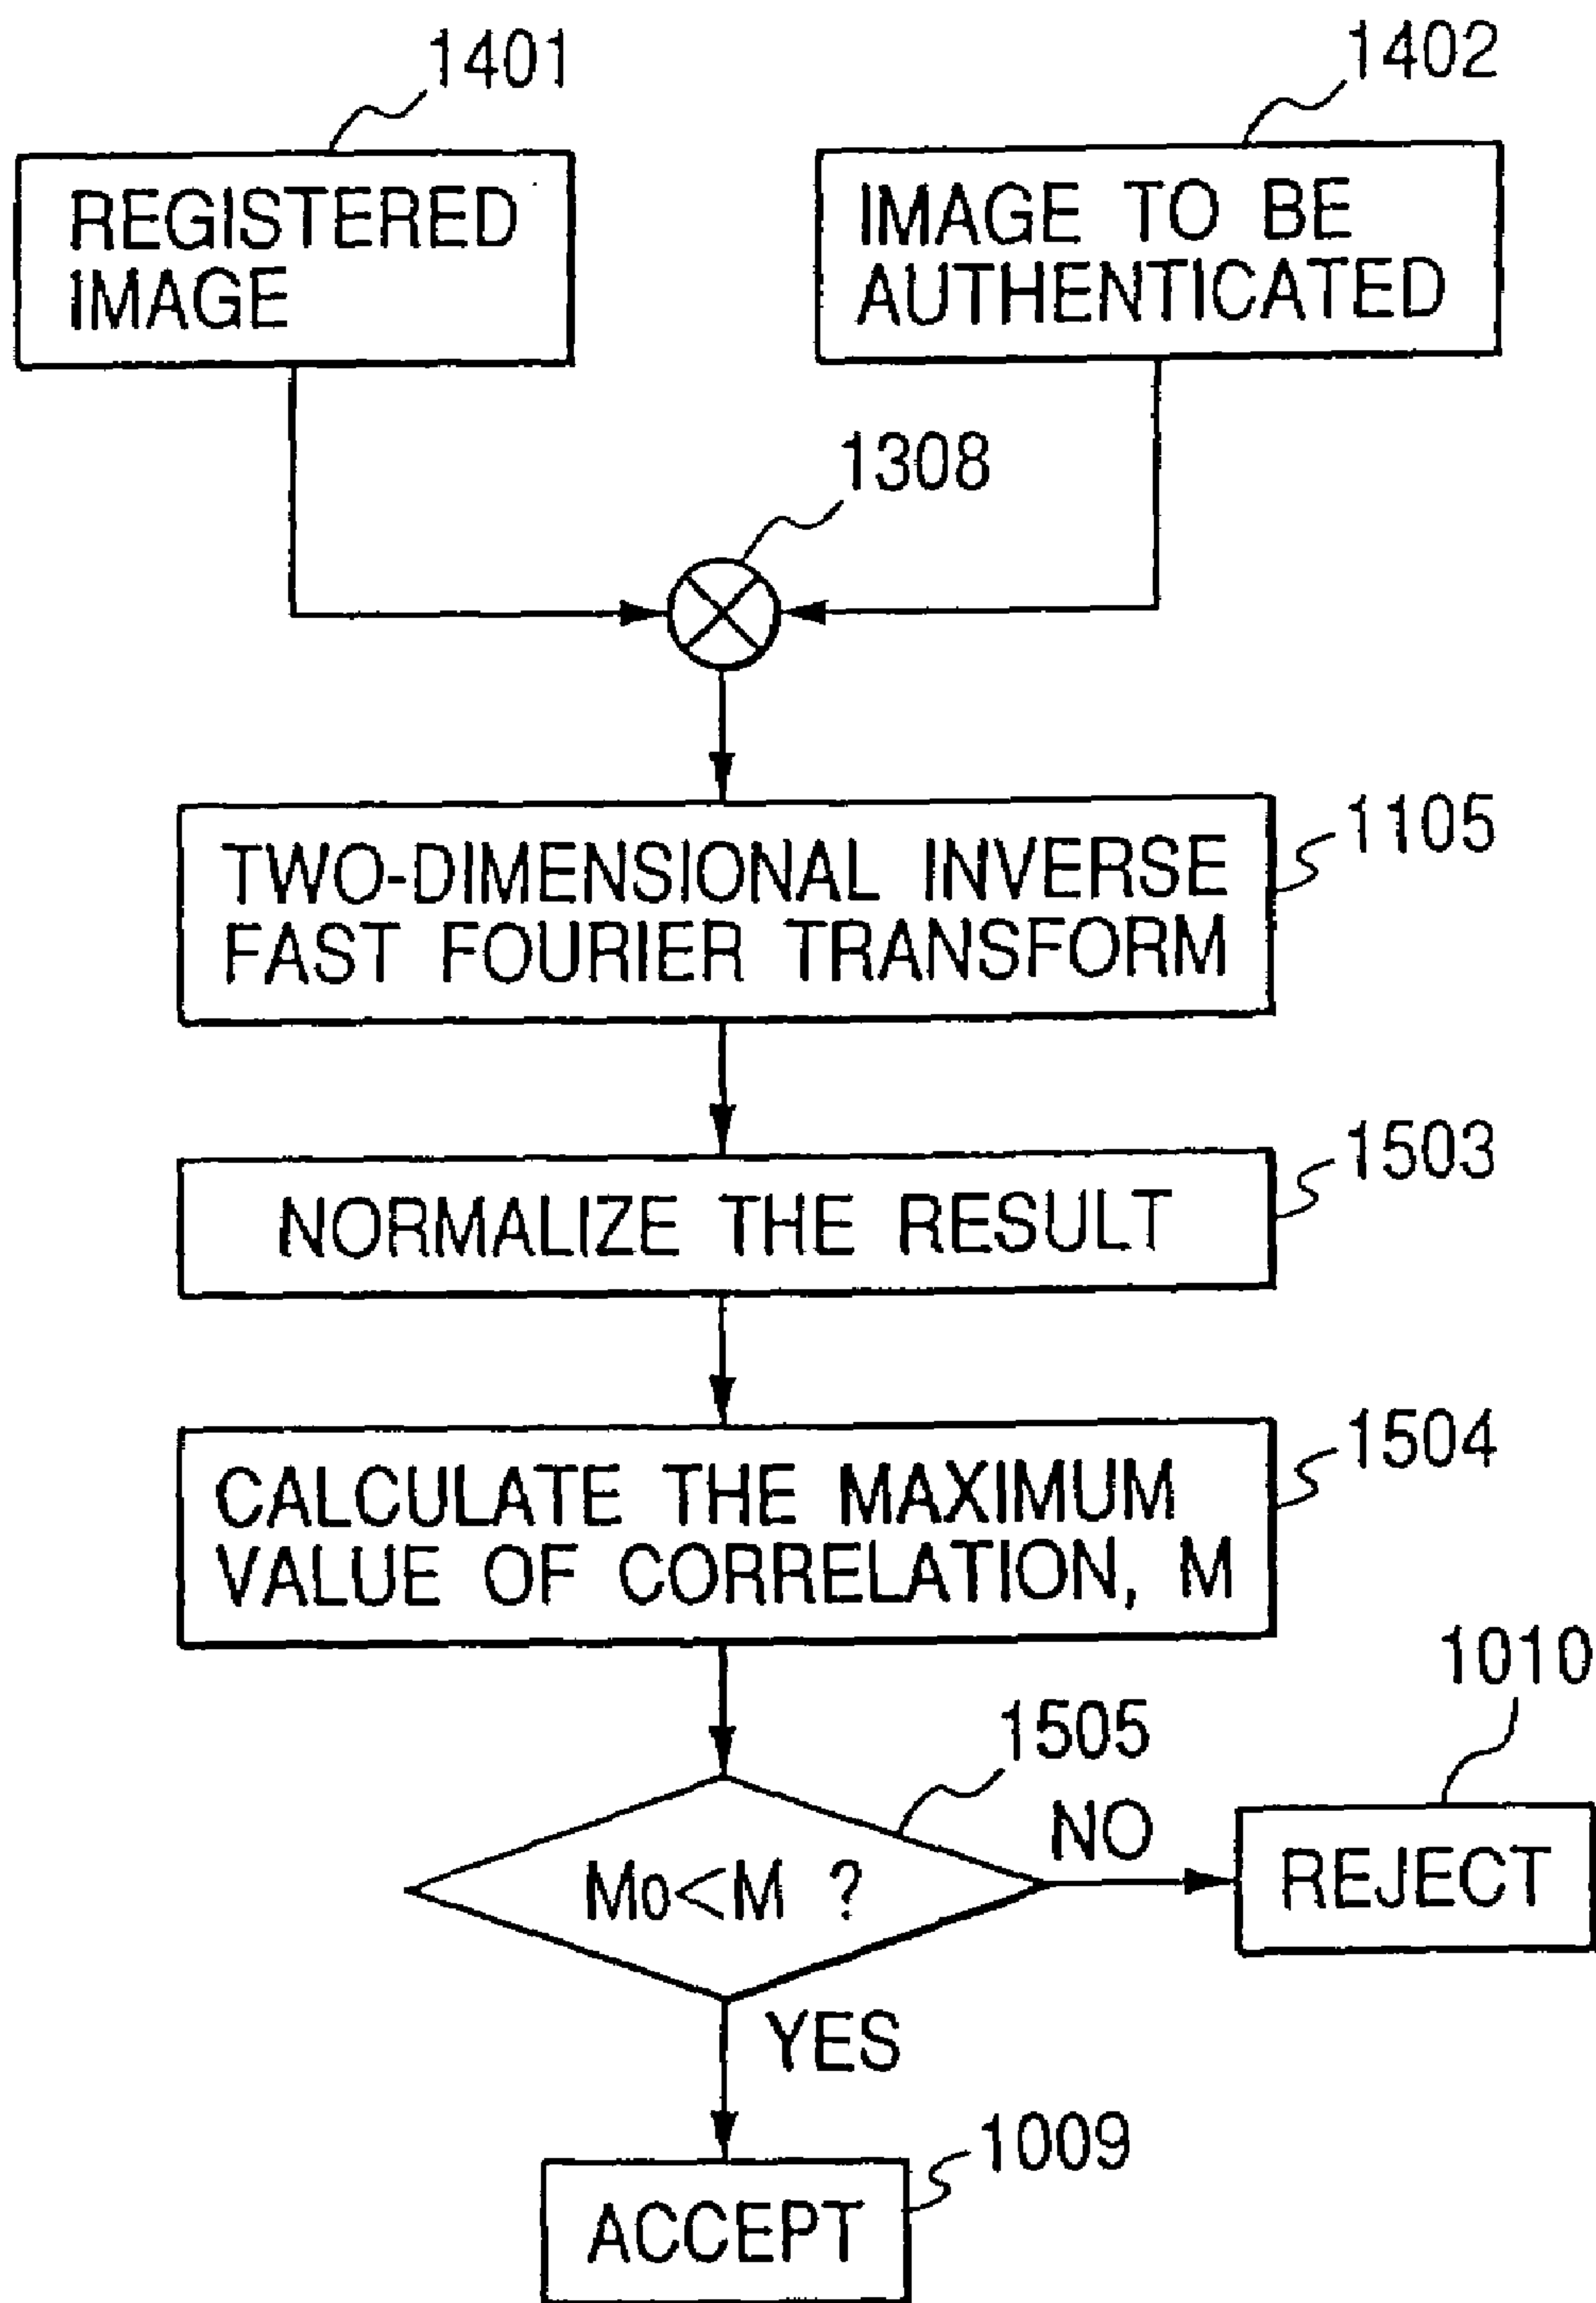 1401
1402
REGISTERED
IMAGE
IMAGE TO BE
AUTHENTICATED
1308
1105
TWO-DIMENSIONAL INVERSE
FAST FOURIER TRANSFORM
1503
NORMALIZE THE RESULT
1504
CALCULATE THE MAXIMUM
VALUE OF CORRELATION, M
1010
1505
NO
Mo<M ?
REJECT
YES
1009
ACCEPT